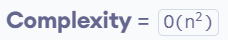 Complexity = O(n²)